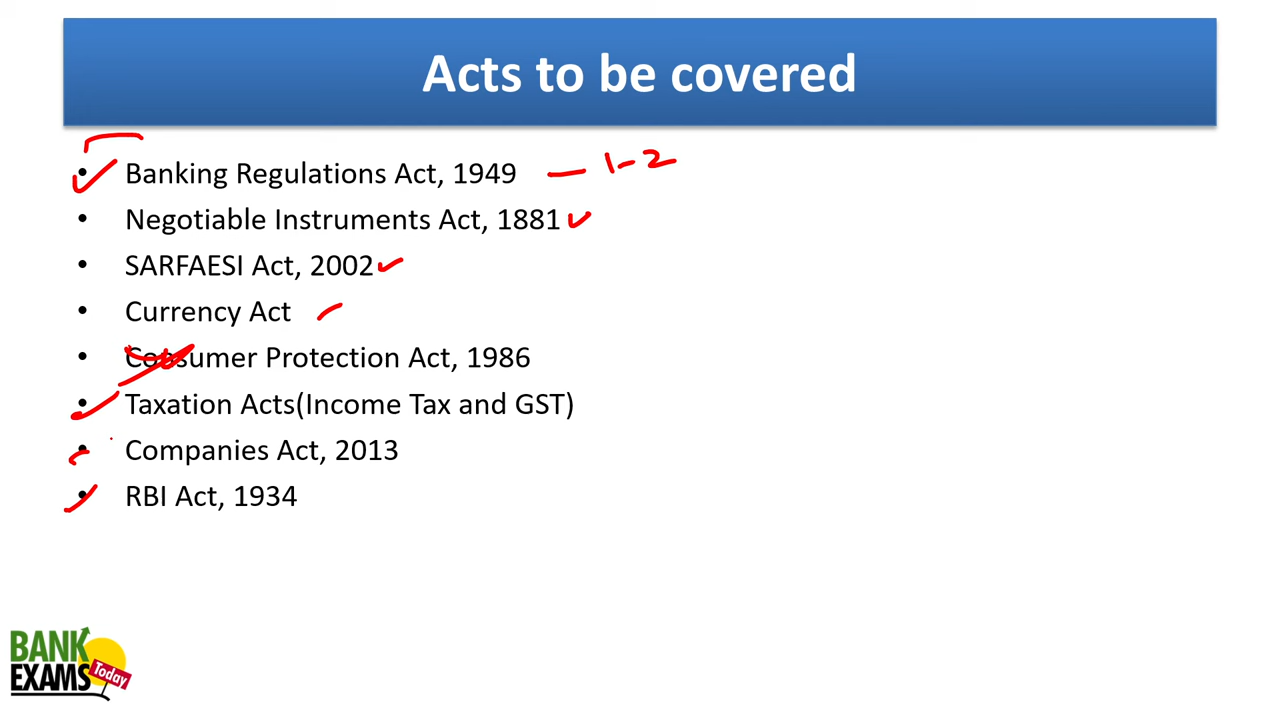 Acts to be covered
• Banking Regulations Act, 1949 — 1-2
• Negotiable Instruments Act, 1881
• SARFAESI Act, 2002
• Currency Act
• Consumer Protection Act, 1986
• Taxation Acts(Income Tax and GST)
• Companies Act, 2013
• RBI Act, 1934
BANK
EXAMS
Today